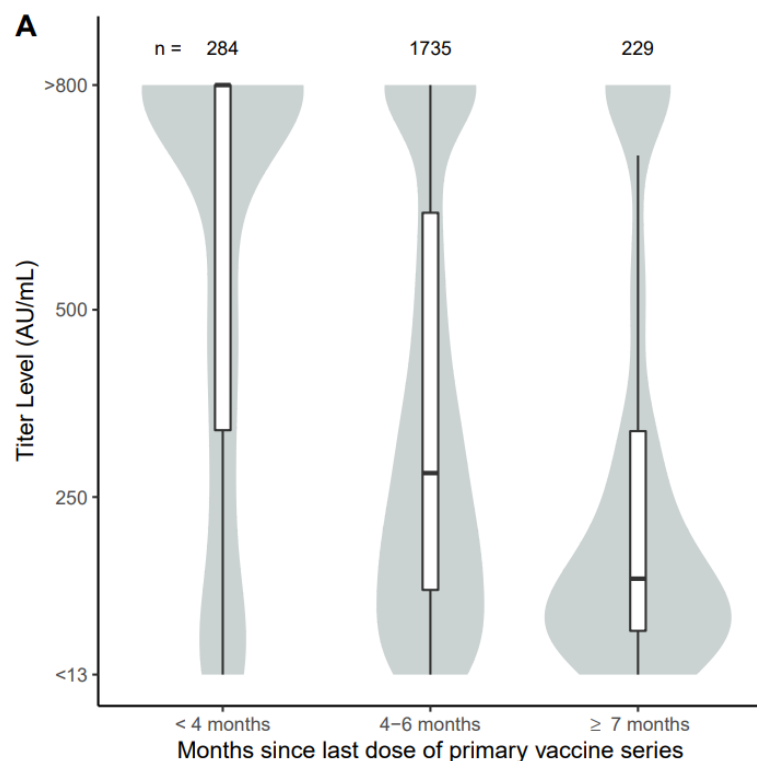 A
n = 284 1735 229
>800
500
250
<13
Titer Level (AU/mL)
< 4 months 4−6 months ≥ 7 months
Months since last dose of primary vaccine series